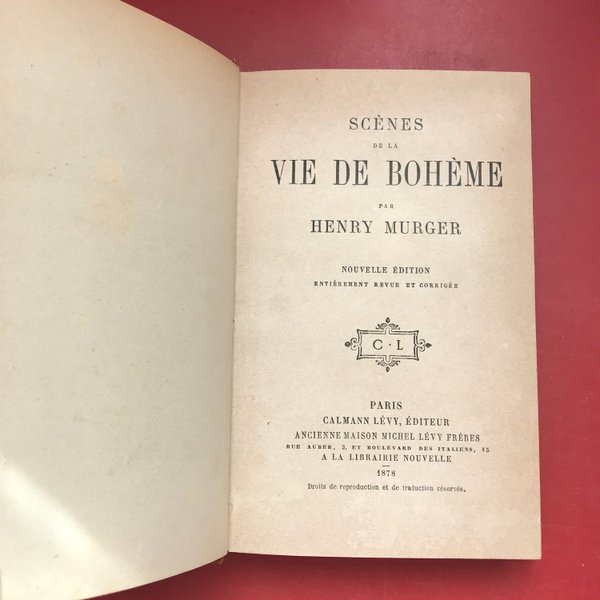 SCÈNES
DE LA
VIE DE BOHÈME
PAR
HENRY MURGER
NOUVELLE ÉDITION
ENTIÈREMENT REVUE ET CORRIGÉE
C·L
PARIS
CALMANN LÉVY, ÉDITEUR
ANCIENNE MAISON MICHEL LÉVY FRÈRES
RUE AUBER, 3, ET BOULEVARD DES ITALIENS, 15
A LA LIBRAIRIE NOUVELLE
1878
Droits de reproduction et de traduction réservés.